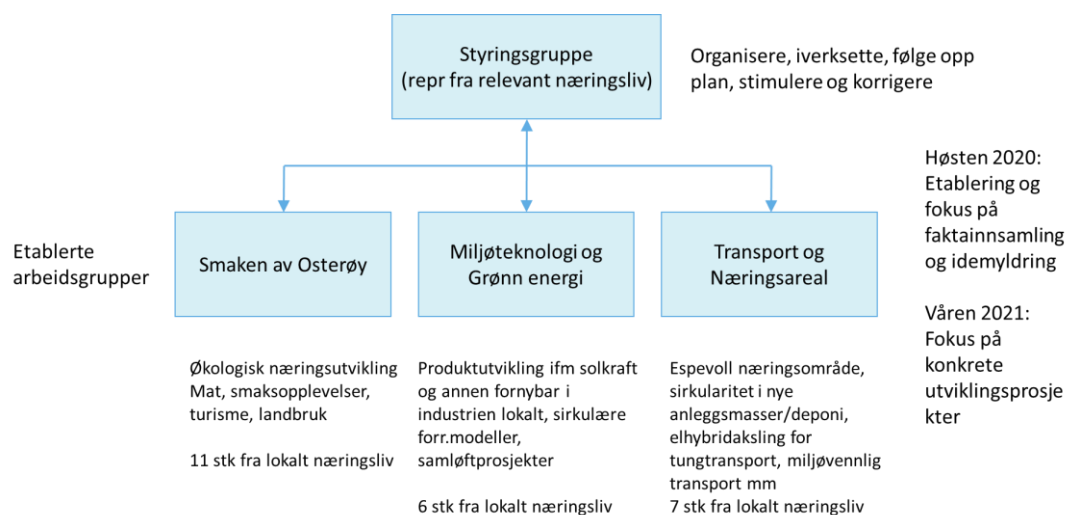 Styringsgruppe
(repr fra relevant næringsliv)
Organisere, iverksette, følge opp
plan, stimulere og korrigere
Etablerte
arbeidsgrupper
Smaken av Osterøy
Miljøteknologi og
Grønn energi
Transport og
Næringsareal
Høsten 2020:
Etablering og
fokus på
faktainnsamling
og idemyldring
Våren 2021:
Fokus på
konkrete
utviklingsprosje
kter
Økologisk næringsutvikling
Mat, smaksopplevelser,
turisme, landbruk
11 stk fra lokalt næringsliv
Produktutvikling ifm solkraft
og annen fornybar i
industrien lokalt, sirkulære
forr.modeller,
samløftprosjekter
6 stk fra lokalt næringsliv
Espevoll næringsområde,
sirkularitet i nye
anleggsmasser/deponi,
elhybridaksling for
tungtransport, miljøvennlig
transport mm
7 stk fra lokalt næringsliv